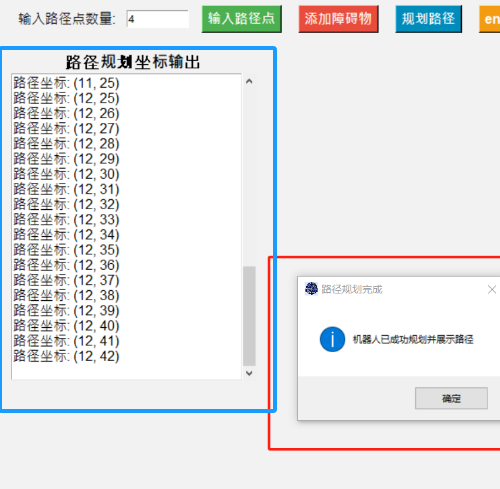 输入路径点数量: 4 输入路径点 添加障碍物 规划路径 en
路径规划坐标输出
路径坐标: (11, 25)
路径坐标: (12, 25)
路径坐标: (12, 26)
路径坐标: (12, 27)
路径坐标: (12, 28)
路径坐标: (12, 29)
路径坐标: (12, 30)
路径坐标: (12, 31)
路径坐标: (12, 32)
路径坐标: (12, 33)
路径坐标: (12, 34)
路径坐标: (12, 35)
路径坐标: (12, 36)
路径坐标: (12, 37)
路径坐标: (12, 38)
路径坐标: (12, 39)
路径坐标: (12, 40)
路径坐标: (12, 41)
路径坐标: (12, 42)
路径规划完成
机器人已成功规划并展示路径
确定